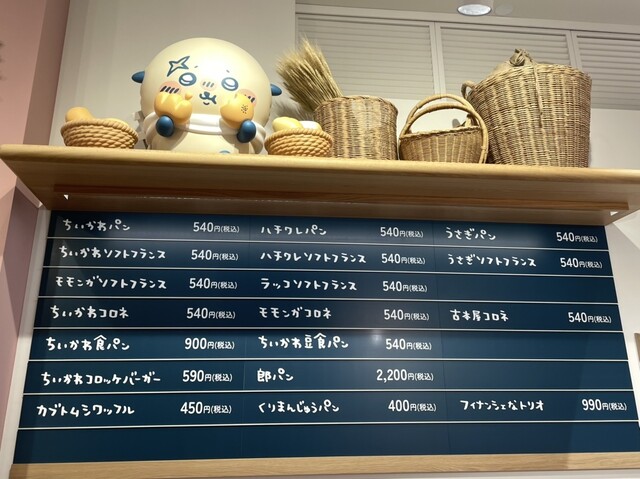 ちいかわパン 540円(税込) ハチワレパン 540円(税込) うさぎパン 540円(税込)
ちいかわソフトフランス 540円(税込) ハチワレソフトフランス 540円(税込) うさぎソフトフランス 540円(税込)
モモンガソフトフランス 540円(税込) ラッコソフトフランス 540円(税込)
ちいかわコロネ 540円(税込) モモンガコロネ 540円(税込) 古本屋コロネ 540円(税込)
ちいかわ食パン 900円(税込) ちいかわ豆食パン 540円(税込)
ちいかわコロッケバーガー 590円(税込) 郎パン 2,200円(税込)
カブトムシワッフル 450円(税込) くりまんじゅうパン 400円(税込) フィナンシェなトリオ 990円(税込)